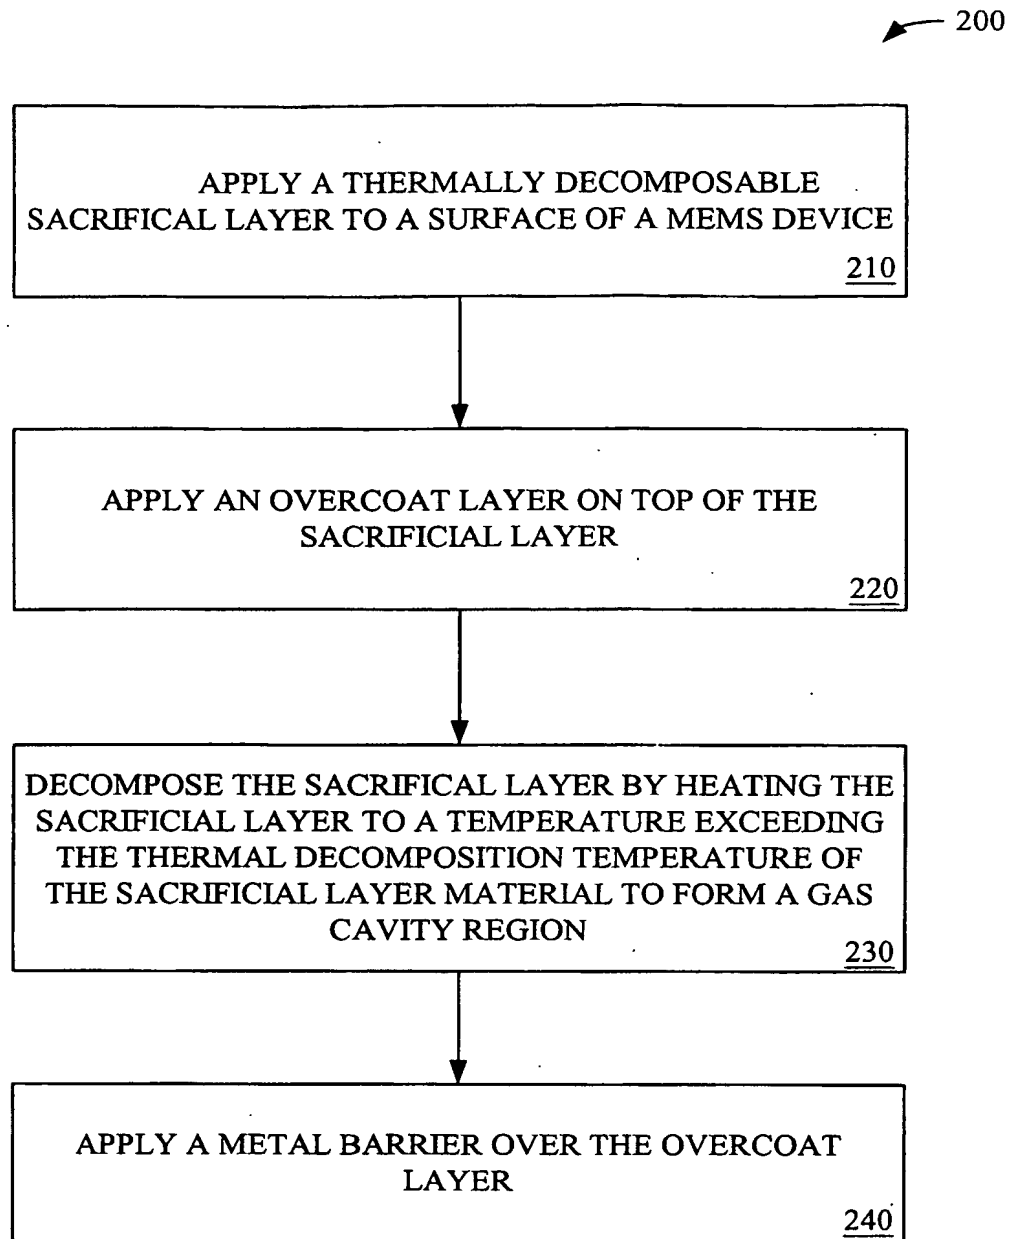 200
APPLY A THERMALLY DECOMPOSABLE
SACRIFICAL LAYER TO A SURFACE OF A MEMS DEVICE
210
APPLY AN OVERCOAT LAYER ON TOP OF THE
SACRIFICIAL LAYER
220
DECOMPOSE THE SACRIFICAL LAYER BY HEATING THE
SACRIFICIAL LAYER TO A TEMPERATURE EXCEEDING
THE THERMAL DECOMPOSITION TEMPERATURE OF
THE SACRIFICIAL LAYER MATERIAL TO FORM A GAS
CAVITY REGION
230
APPLY A METAL BARRIER OVER THE OVERCOAT
LAYER
240